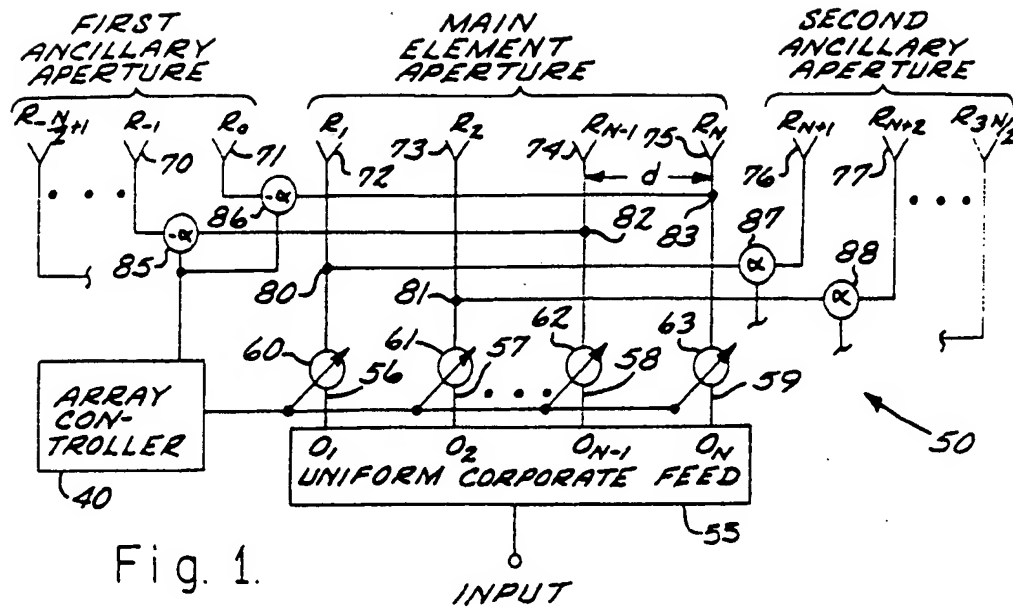 FIRST ANCILLARY APERTURE
MAIN ELEMENT APERTURE
SECOND ANCILLARY APERTURE
R-N/2+1 R-1 R0 R1 R2 RN-1 RN RN+1 RN+2 R3N/2
70 71 72 73 74 75 76 77
d
-α 86 82 83 87 α
-α 85 88 α
80 81
60 61 62 63
56 57 58 59
ARRAY CON- TROLLER
40
50
O1 O2 ON-1 ON
UNIFORM CORPORATE FEED
55
INPUT
Fig. 1.